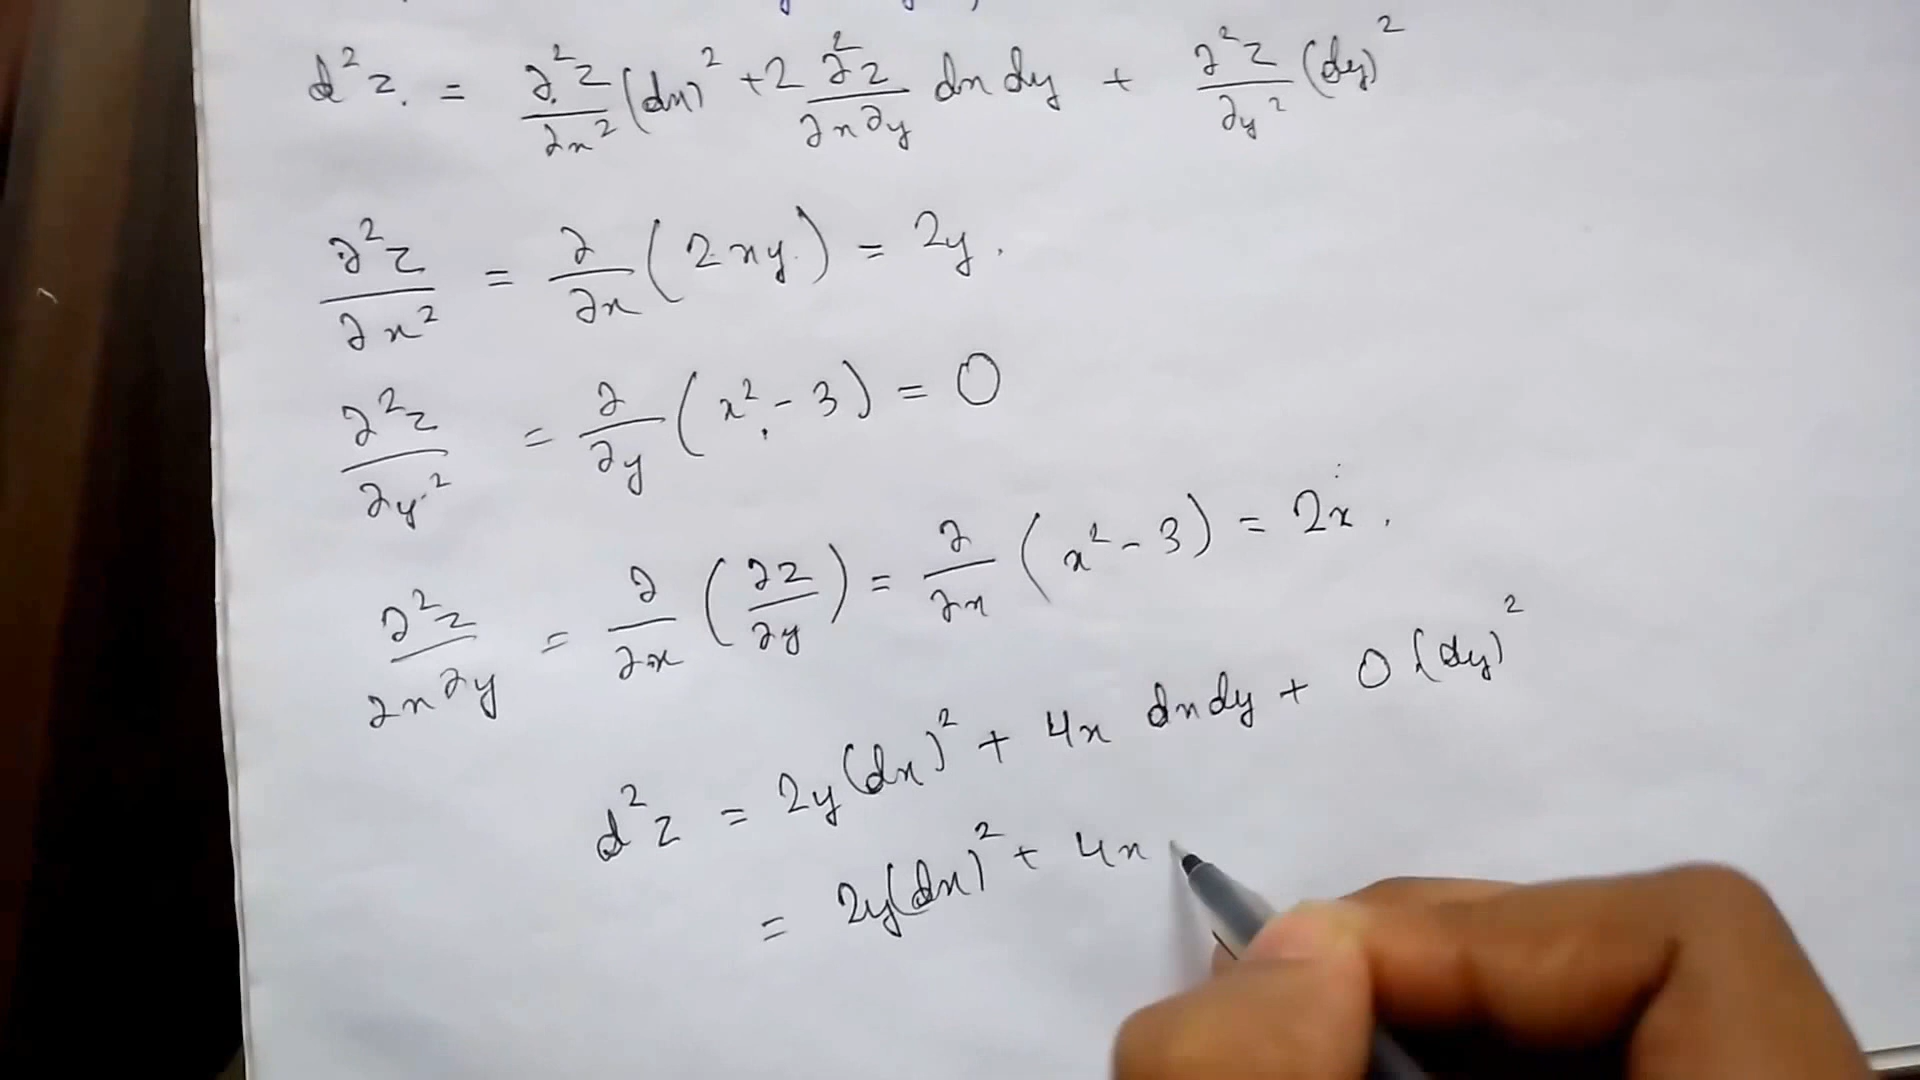 d²z = ∂²z/∂x² (dx)² + 2 ∂²z/∂x∂y dx dy + ∂²z/∂y² (dy)²
∂²z/∂x² = ∂/∂x (2xy) = 2y.
∂²z/∂y² = ∂/∂y (x² - 3) = 0
∂²z/∂x∂y = ∂/∂x (∂z/∂y) = ∂/∂x (x² - 3) = 2x.
d²z = 2y(dx)² + 4x dx dy + 0 (dy)²
= 2y(dx)² + 4x